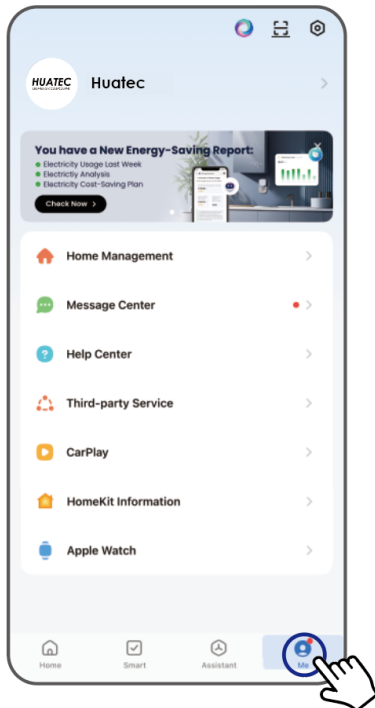 HUATEC
Huatec
You have a New Energy-Saving Report:
Electricity Usage Last Week
Electrictiy Analysis
Electricity Cost-Saving Plan
Check Now >
Home Management
Message Center
Help Center
Third-party Service
CarPlay
HomeKit Information
Apple Watch
Home
Smart
Assistant
Me